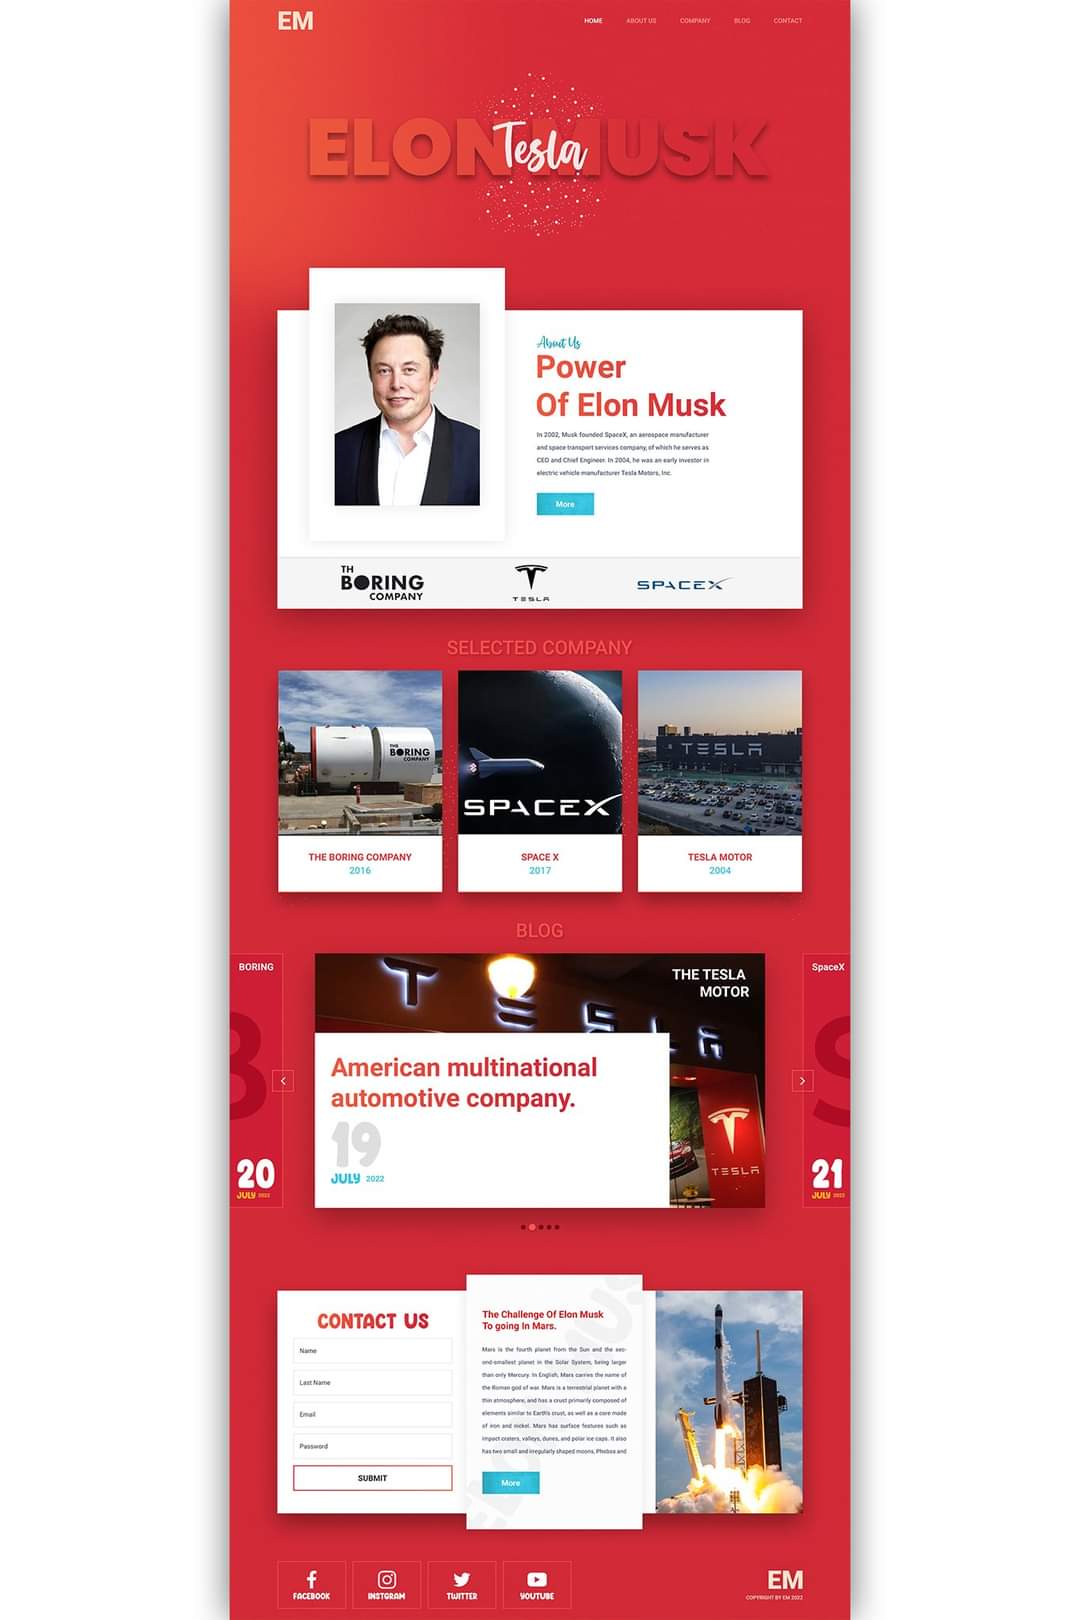 EM
HOME ABOUT US COMPANY BLOG CONTACT
ELON MUSK
Tesla
About Us
Power
Of Elon Musk
In 2002, Musk founded SpaceX, an aerospace manufacturer
and space transport services company, of which he serves as
CEO and Chief Engineer. In 2004, he was an early investor in
electric vehicle manufacturer Tesla Motors, Inc.
More
TH
BORING
COMPANY
TESLA
SPACEX
SELECTED COMPANY
THE
BORING
COMPANY
SPACEX
TESLA
THE BORING COMPANY
2016
SPACE X
2017
TESLA MOTOR
2004
BLOG
BORING
B
20
JULY 2022
TESLA
THE TESLA
MOTOR
American multinational
automotive company.
19
JULY 2022
TESLA
SpaceX
S
21
JULY 2022
CONTACT US
Name
Last Name
Email
Password
SUBMIT
The Challenge Of Elon Musk
To going In Mars.
Mars is the fourth planet from the Sun and the sec-
ond-smallest planet in the Solar System, being larger
than only Mercury. In English, Mars carries the name of
the Roman god of war. Mars is a terrestrial planet with a
thin atmosphere, and has a crust primarily composed of
elements similar to Earth's crust, as well as a core made
of iron and nickel. Mars has surface features such as
impact craters, valleys, dunes, and polar ice caps. It also
has two small and irregularly shaped moons, Phobos and
More
ELON MUS
FACEBOOK
INSTGRAM
TWITTER
YOUTUBE
EM
COPYRIGHT BY EM 2022